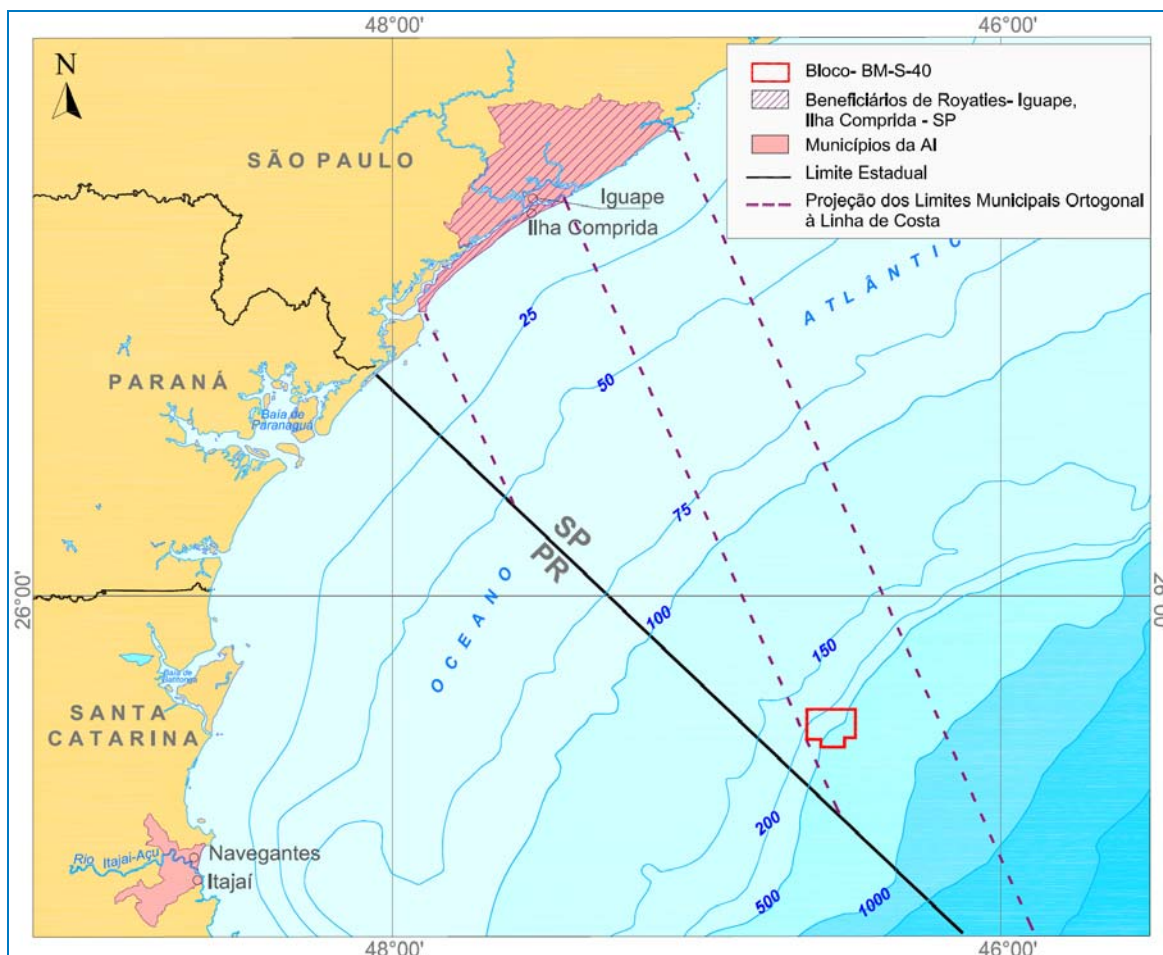 48°00'
46°00'
N
Bloco- BM-S-40
Beneficiários de Royaties- Iguape,
Ilha Comprida - SP
Municípios da AI
Limite Estadual
Projeção dos Limites Municipais Ortogonal
à Linha de Costa
SÃO PAULO
Iguape
Ilha Comprida
ATLÂNTIC
25
50
PARANÁ
Baía de
Paranaguá
75
SP
PR
OCEANO
26°00'
26°00'
100
150
SANTA
CATARINA
200
500
1000
Rio Itajaí-Açu
Navegantes
Itajaí
48°00'
46°00'